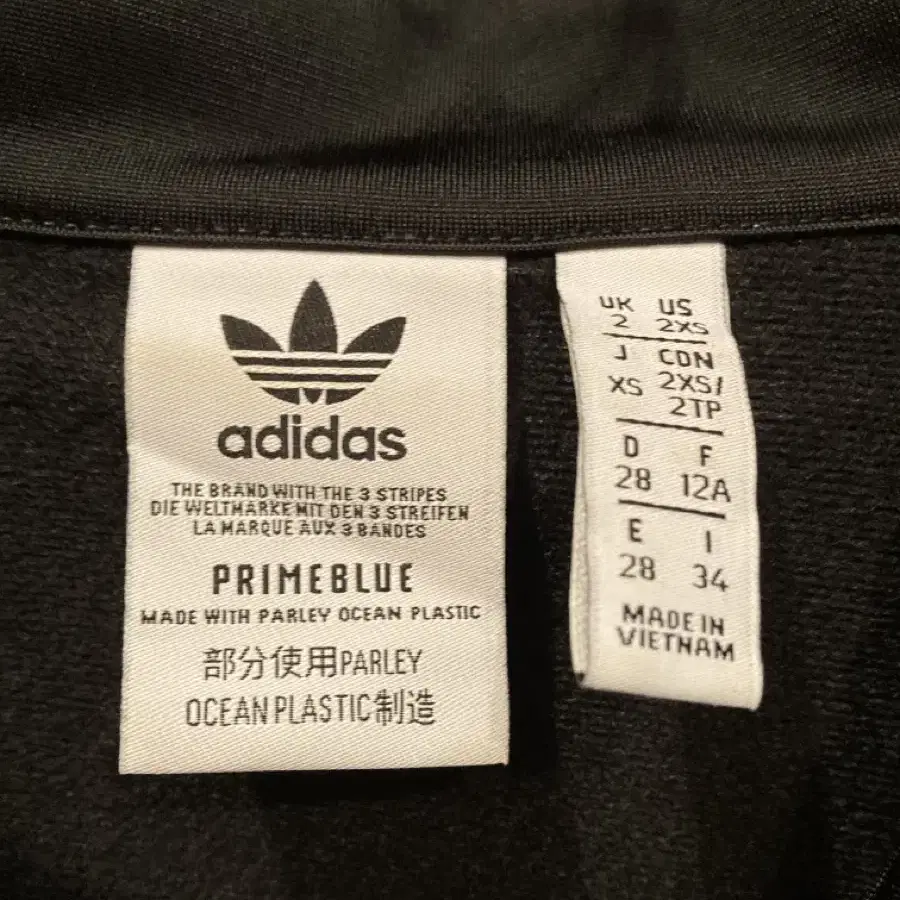 adidas
THE BRAND WITH THE 3 STRIPES
DIE WELTMARKE MIT DEN 3 STREIFEN
LA MARQUE AUX 3 BANDES
PRIMEBLUE
MADE WITH PARLEY OCEAN PLASTIC
部分使用PARLEY
OCEAN PLASTIC制造
UK US
2 2XS
J CDN
XS 2XS/
2TP
D F
28 12A
E I
28 34
MADE IN
VIETNAM